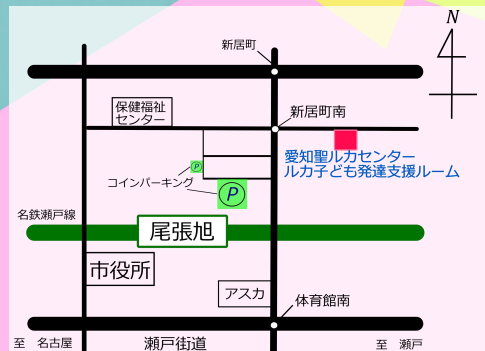 N
新居町
保健福祉
センター
新居町南
愛知聖ルカセンター
ルカ子ども発達支援ルーム
P
コインパーキング
P
名鉄瀬戸線
尾張旭
市役所
アスカ
体育館南
至 名古屋
瀬戸街道
至 瀬戸